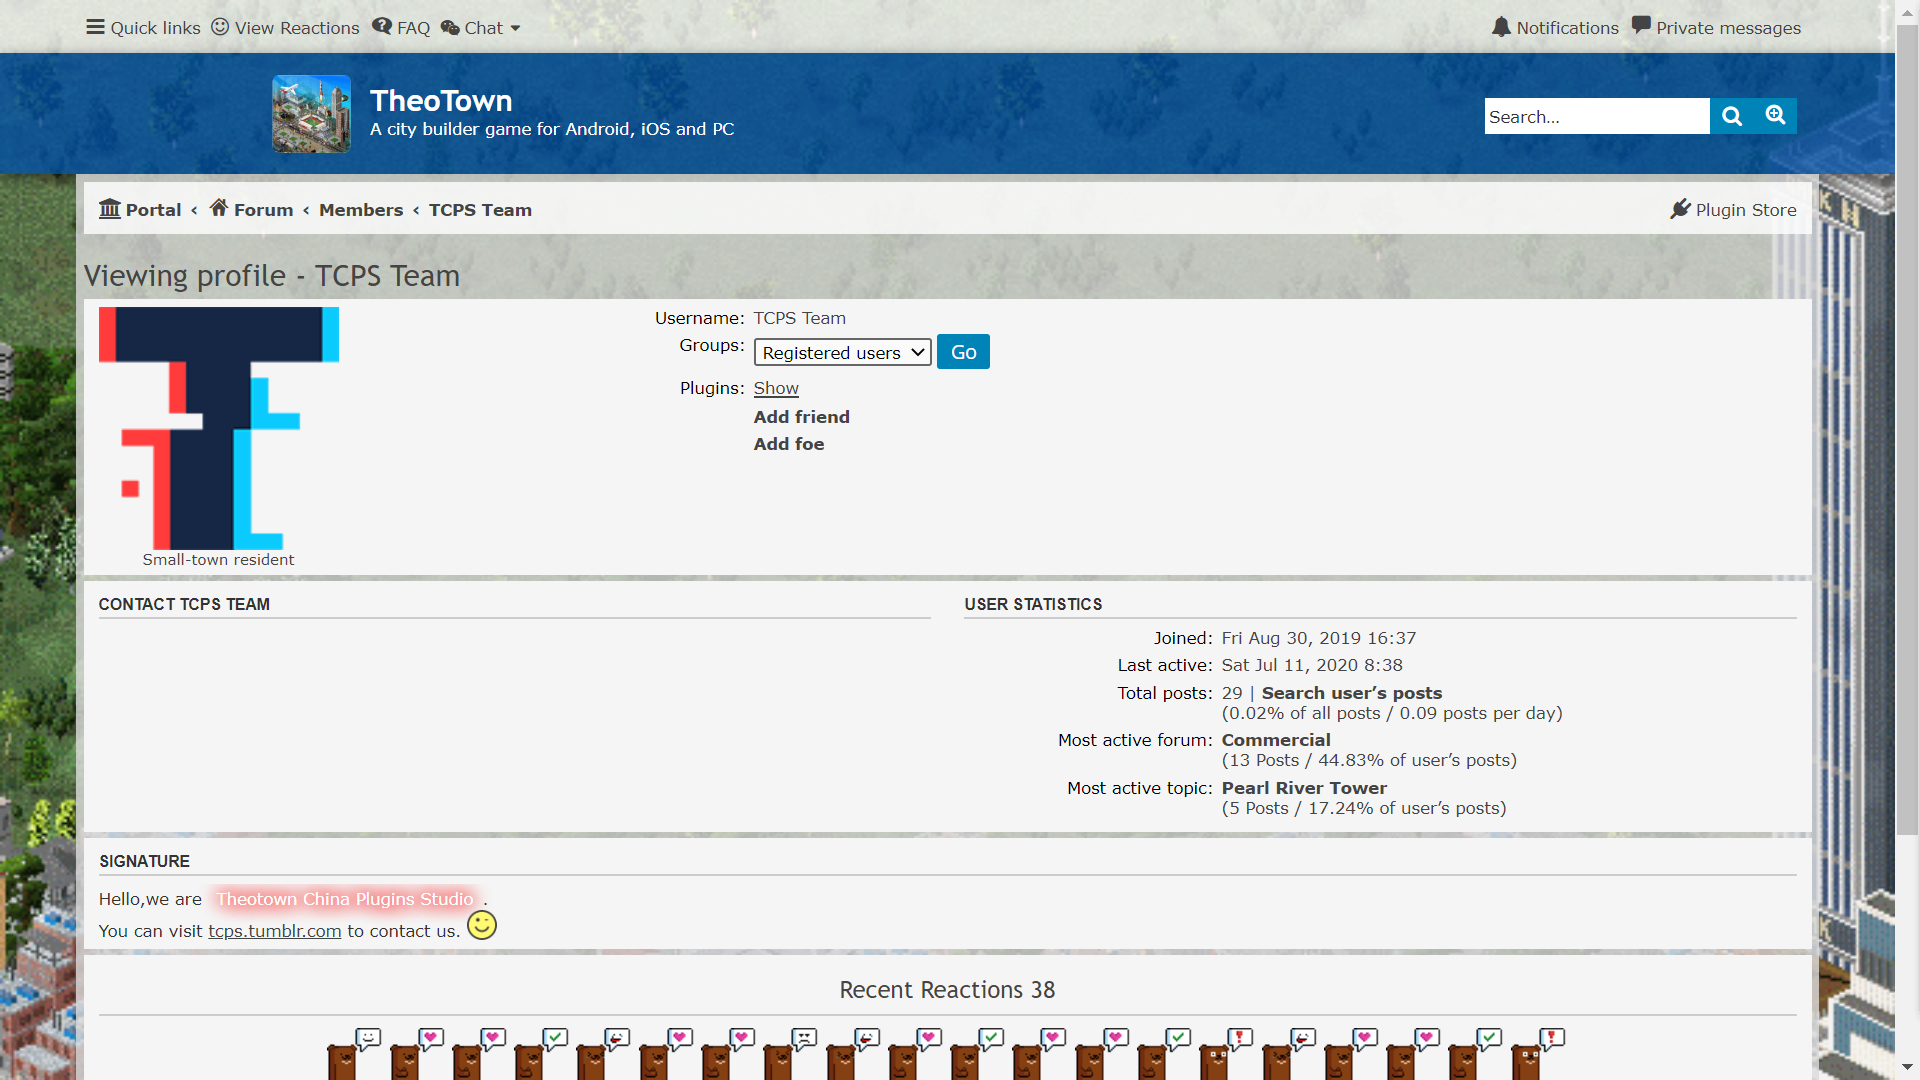 Quick links View Reactions FAQ Chat Notifications Private messages
TheoTown
A city builder game for Android, iOS and PC
Search…
Portal ‹ Forum ‹ Members ‹ TCPS Team Plugin Store
Viewing profile - TCPS Team
Username: TCPS Team
Groups: Registered users Go
Plugins: Show
Add friend
Add foe
Small-town resident
CONTACT TCPS TEAM
USER STATISTICS
Joined: Fri Aug 30, 2019 16:37
Last active: Sat Jul 11, 2020 8:38
Total posts: 29 | Search user’s posts
(0.02% of all posts / 0.09 posts per day)
Most active forum: Commercial
(13 Posts / 44.83% of user’s posts)
Most active topic: Pearl River Tower
(5 Posts / 17.24% of user’s posts)
SIGNATURE
Hello,we are Theotown China Plugins Studio .
You can visit tcps.tumblr.com to contact us.
Recent Reactions 38